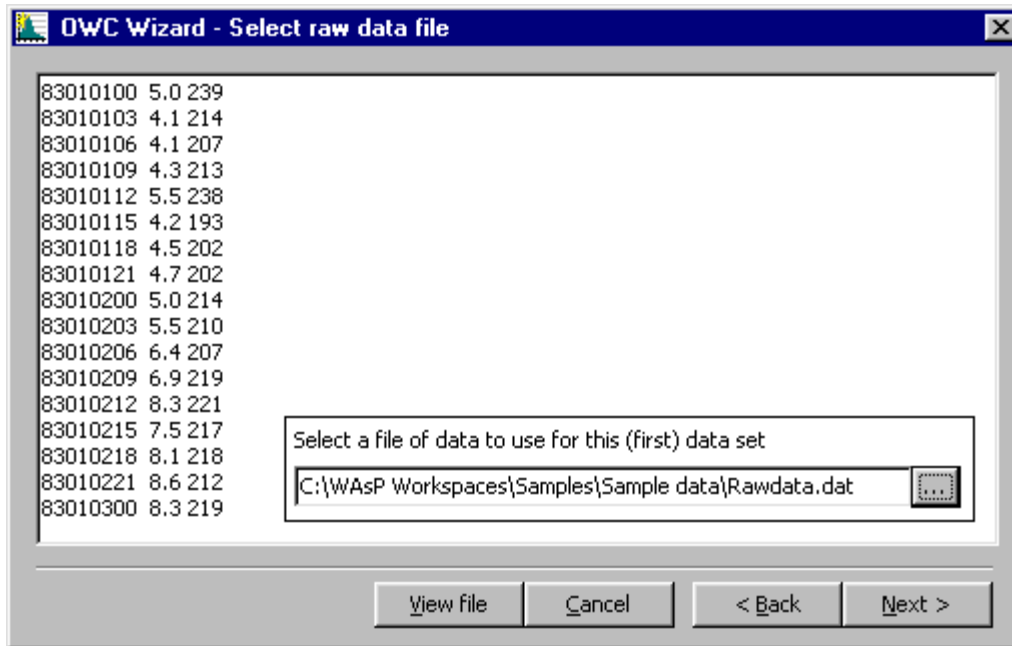 OWC Wizard - Select raw data file
83010100 5.0 239
83010103 4.1 214
83010106 4.1 207
83010109 4.3 213
83010112 5.5 238
83010115 4.2 193
83010118 4.5 202
83010121 4.7 202
83010200 5.0 214
83010203 5.5 210
83010206 6.4 207
83010209 6.9 219
83010212 8.3 221
83010215 7.5 217
83010218 8.1 218
83010221 8.6 212
83010300 8.3 219
Select a file of data to use for this (first) data set
C:\WAsP Workspaces\Samples\Sample data\Rawdata.dat ...
View file Cancel < Back Next >